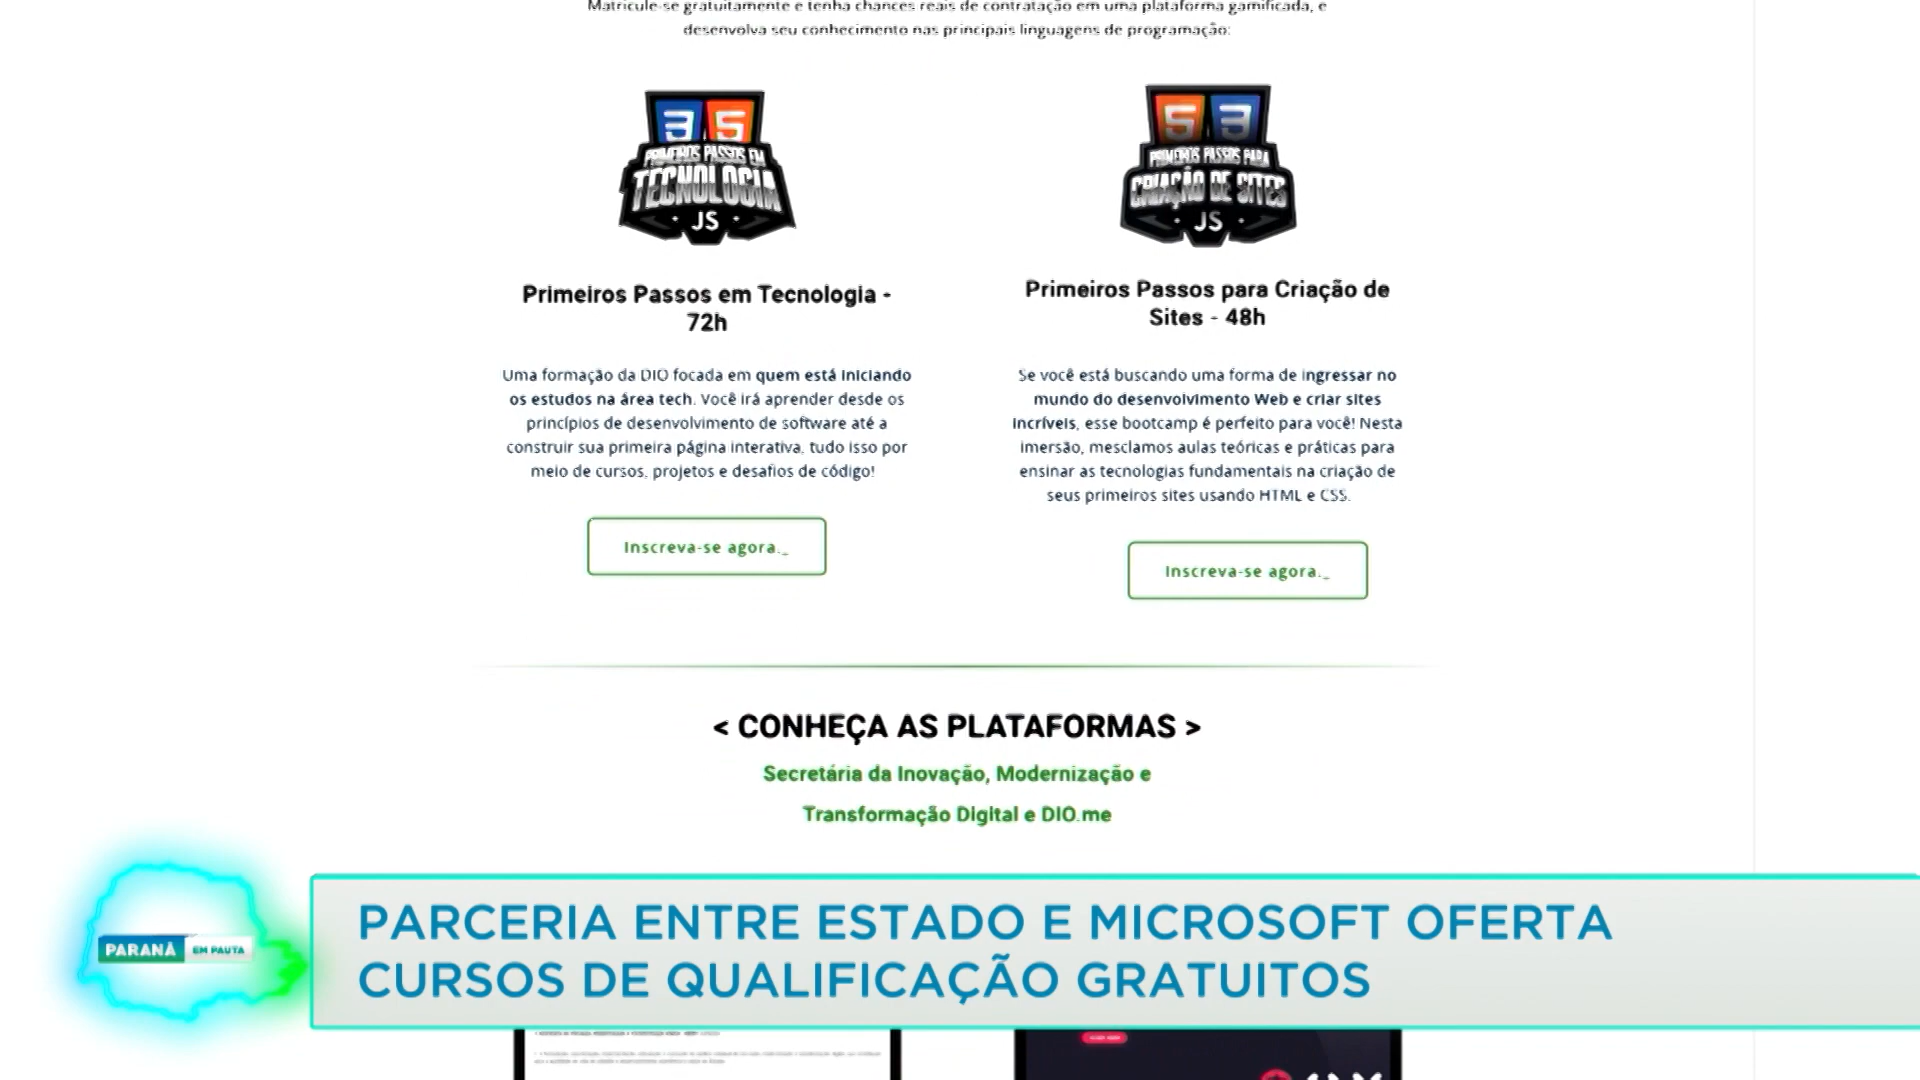 Matricule-se gratuitamente e tenha chances reais de contratação em uma plataforma gamificada, e
desenvolva seu conhecimento nas principais linguagens de programação:
3 5
PRIMEIROS PASSOS EM
TECNOLOGIA
JS
5 3
PRIMEIROS PASSOS PARA
CRIAÇÃO DE SITES
JS
Primeiros Passos em Tecnologia -
72h
Uma formação da DIO focada em quem está iniciando
os estudos na área tech. Você irá aprender desde os
princípios de desenvolvimento de software até a
construir sua primeira página interativa, tudo isso por
meio de cursos, projetos e desafios de código!
Inscreva-se agora._
Primeiros Passos para Criação de
Sites - 48h
Se você está buscando uma forma de ingressar no
mundo do desenvolvimento Web e criar sites
incríveis, esse bootcamp é perfeito para você! Nesta
imersão, mesclamos aulas teóricas e práticas para
ensinar as tecnologias fundamentais na criação de
seus primeiros sites usando HTML e CSS.
Inscreva-se agora._
< CONHEÇA AS PLATAFORMAS >
Secretária da Inovação, Modernização e
Transformação Digital e DIO.me
PARANÁ EM PAUTA
PARCERIA ENTRE ESTADO E MICROSOFT OFERTA
CURSOS DE QUALIFICAÇÃO GRATUITOS